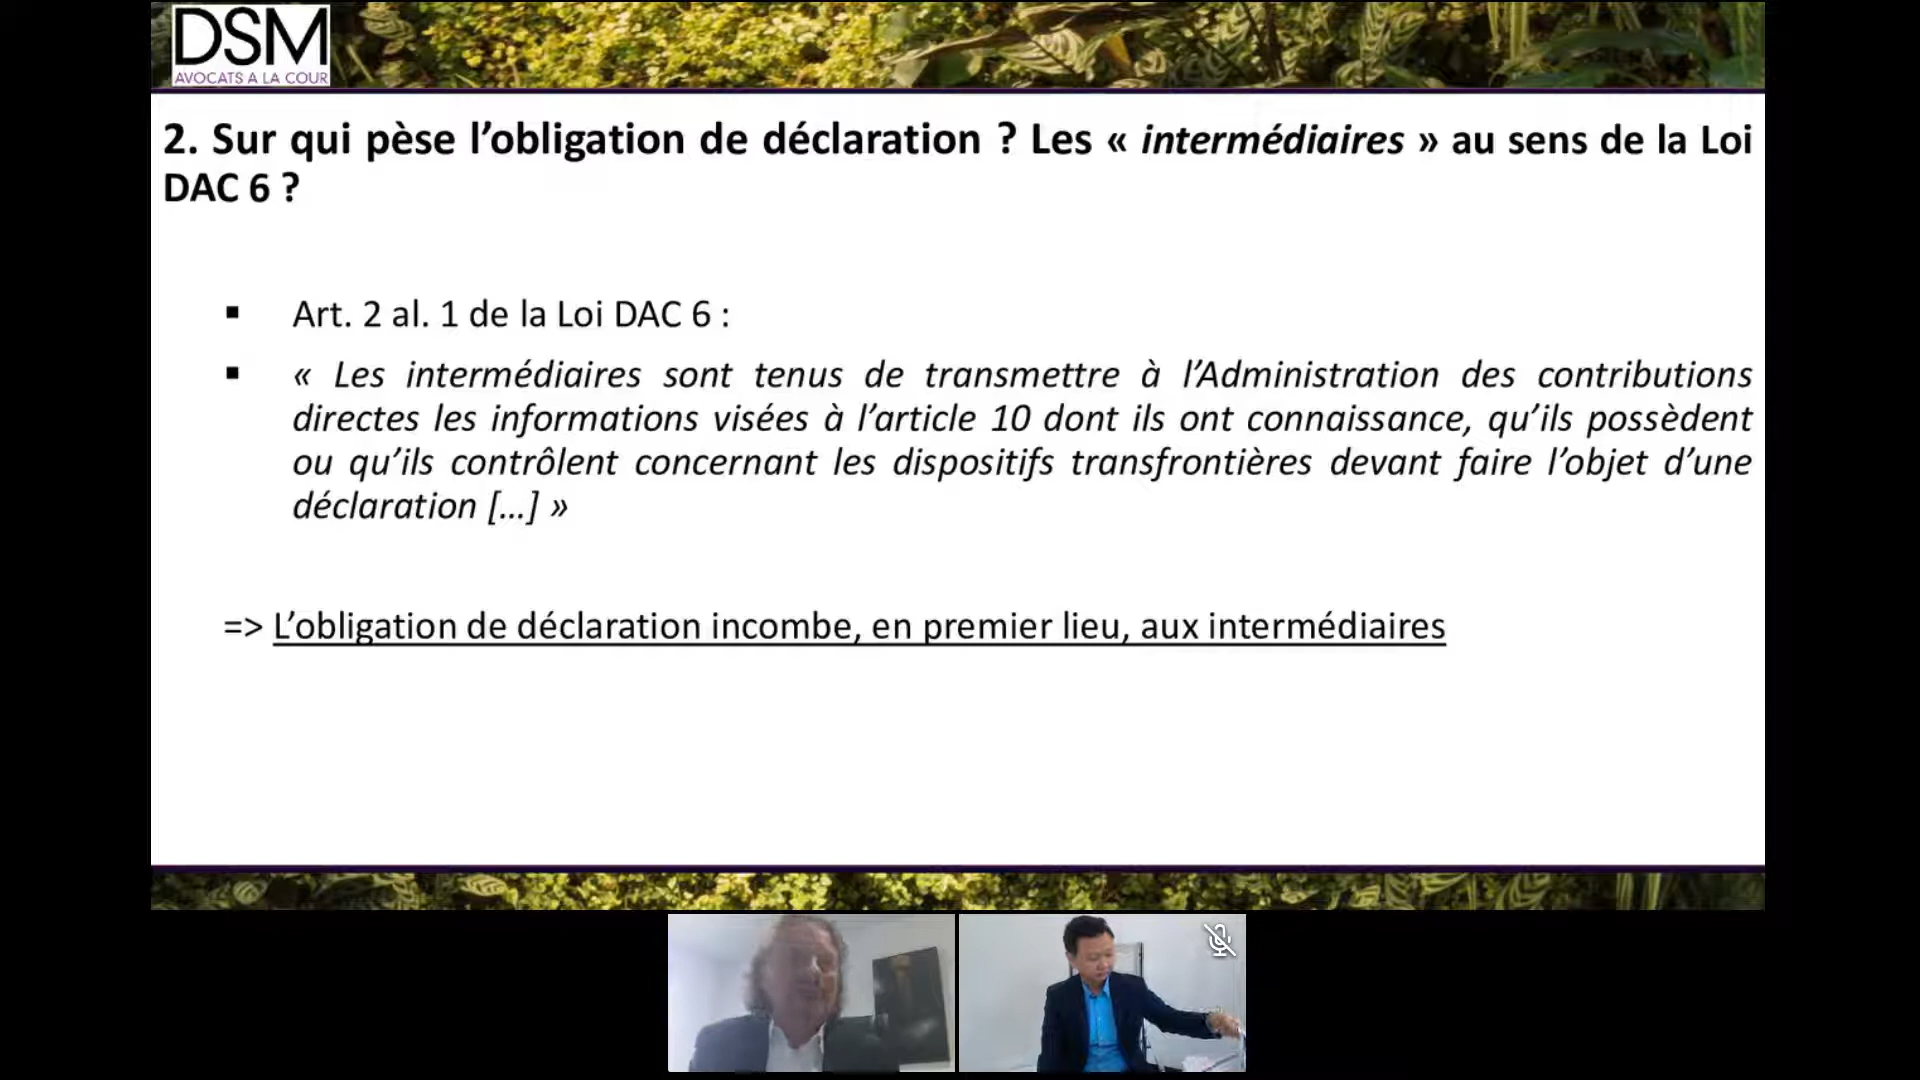 DSM
AVOCATS A LA COUR
2. Sur qui pèse l’obligation de déclaration ? Les « intermédiaires » au sens de la Loi
DAC 6 ?
▪ Art. 2 al. 1 de la Loi DAC 6 :
▪ « Les intermédiaires sont tenus de transmettre à l’Administration des contributions
directes les informations visées à l’article 10 dont ils ont connaissance, qu’ils possèdent
ou qu’ils contrôlent concernant les dispositifs transfrontières devant faire l’objet d’une
déclaration […] »
=> L’obligation de déclaration incombe, en premier lieu, aux intermédiaires